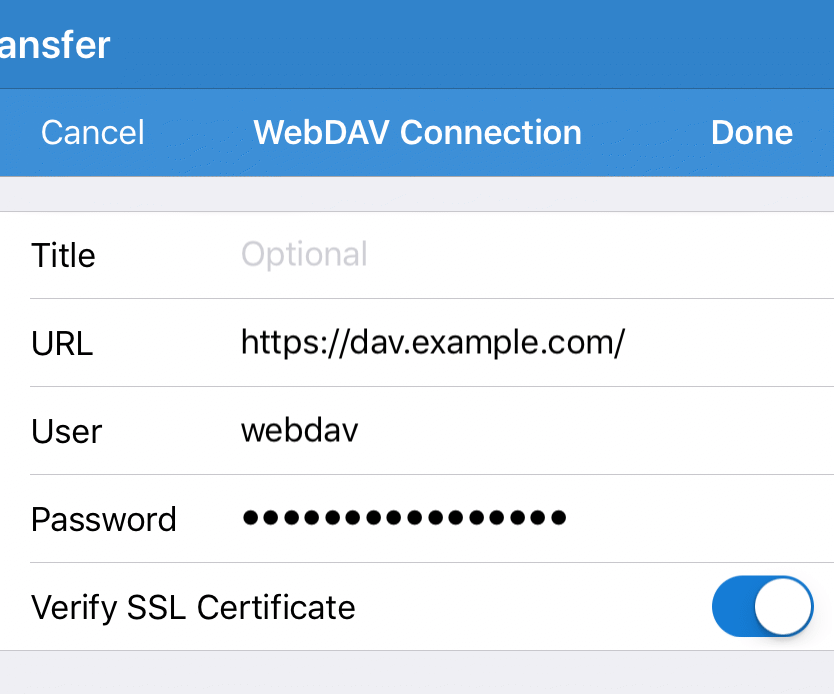 ansfer
Cancel WebDAV Connection Done
Title Optional
URL https://dav.example.com/
User webdav
Password ●●●●●●●●●●●●●●●●
Verify SSL Certificate